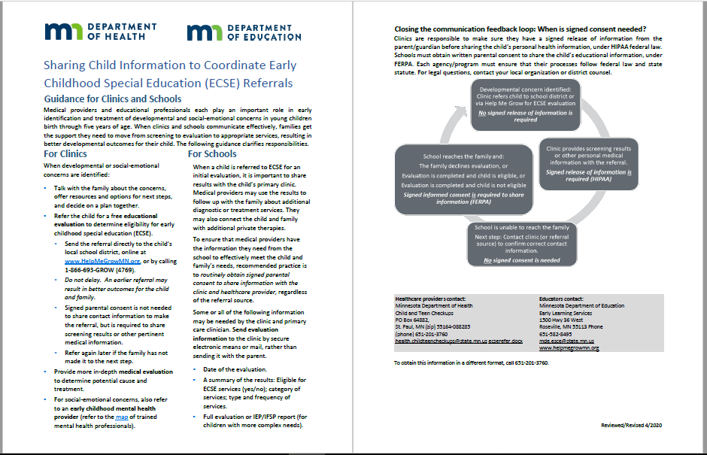 DEPARTMENT
OF HEALTH
DEPARTMENT
OF EDUCATION
Sharing Child Information to Coordinate Early
Childhood Special Education (ECSE) Referrals
Guidance for Clinics and Schools
Medical providers and educational professionals each play an important role in early
identification and treatment of developmental and social-emotional concerns in young children
birth through five years of age. When clinics and schools communicate effectively, families get
the support they need to move from screening to evaluation to appropriate services, resulting in
better developmental outcomes for their child. The following guidance clarifies responsibilities.
For Clinics
When developmental or social-emotional
concerns are identified:
• Talk with the family about the concerns,
offer resources and options for next steps,
and decide on a plan together.
• Refer the child for a free educational
evaluation to determine eligibility for early
childhood special education (ECSE).
• Send the referral directly to the child's
local school district, online at
www.HelpMeGrowMN.org, or by calling
1-866-693-GROW (4769).
• Do not delay. An earlier referral may
result in better outcomes for the child
and family.
• Signed parental consent is not needed
to share contact information to make
the referral, but is required to share
screening results or other pertinent
medical information.
• Refer again later if the family has not
made it to the next step.
• Provide more in-depth medical evaluation
to determine potential cause and
treatment.
• For social-emotional concerns, also refer
to an early childhood mental health
provider (refer to the map of trained
mental health professionals).
For Schools
When a child is referred to ECSE for an
initial evaluation, it is important to share
results with the child's primary clinic.
Medical providers may use the results to
follow up with the family about additional
diagnostic or treatment services. They
may also connect the child and family
with additional private therapies.
To ensure that medical providers have
the information they need from the
school to effectively meet the child and
family's needs, recommended practice is
to routinely obtain signed parental
consent to share information with the
clinic and healthcare provider, regardless
of the referral source.
Some or all of the following information
may be needed by the clinic and primary
care clinician. Send evaluation
information to the clinic by secure
electronic means or mail, rather than
sending it with the parent.
• Date of the evaluation.
• A summary of the results: Eligible for
ECSE services (yes/no); category of
services; type and frequency of
services.
• Full evaluation or IEP/IFSP report (for
children with more complex needs).
Closing the communication feedback loop: When is signed consent needed?
Clinics are responsible to make sure they have a signed release of information from the
parent/guardian before sharing the child's personal health information, under HIPAA federal law.
Schools must obtain written parental consent to share the child's educational information, under
FERPA. Each agency/program must ensure that their processes follow federal law and state
statute. For legal questions, contact your local organization or district counsel.
Developmental concern identified:
Clinic refers child to school district or
via Help Me Grow for ECSE evaluation
No signed release of information is
required
Clinic provides screening results
or other personal medical
information with the referral.
Signed release of information is
required (HIPAA)
School is unable to reach the family
Next step: Contact clinic (or referral
source) to confirm correct contact
information.
No signed consent is needed
School reaches the family and:
The family declines evaluation, or
Evaluation is completed and child is eligible, or
Evaluation is completed and child is not eligible
Signed informed consent is required to share
information (FERPA)
Healthcare providers contact:
Minnesota Department of Health
Child and Teen Checkups
PO Box 64882,
St. Paul, MN (zip) 55164-088285
(phone) 651-201-3760
health.childteencheckups@state.mn.us ecserefer.docx
Educators contact:
Minnesota Department of Education
Early Learning Services
1500 Hwy 36 West
Roseville, MN 55113 Phone
651-582-8495
mde.ecse@state.mn.us
www.helpmegrowmn.org
To obtain this information in a different format, call 651-201-3760.
Reviewed/Revised 4/2020